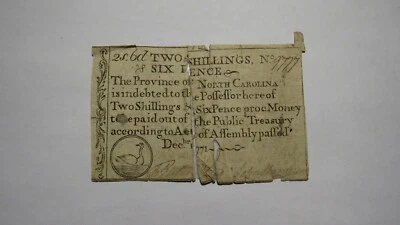 2s.6d TWO SHILLINGS, No
& SIX PENCE
The Province of NORTH CAROLINA
is indebted to the Possessor hereof
Two Shillings & Six Pence proc Money
to be paid out of the Public Treasury
according to Act of Assembly passed
Decr. 1771